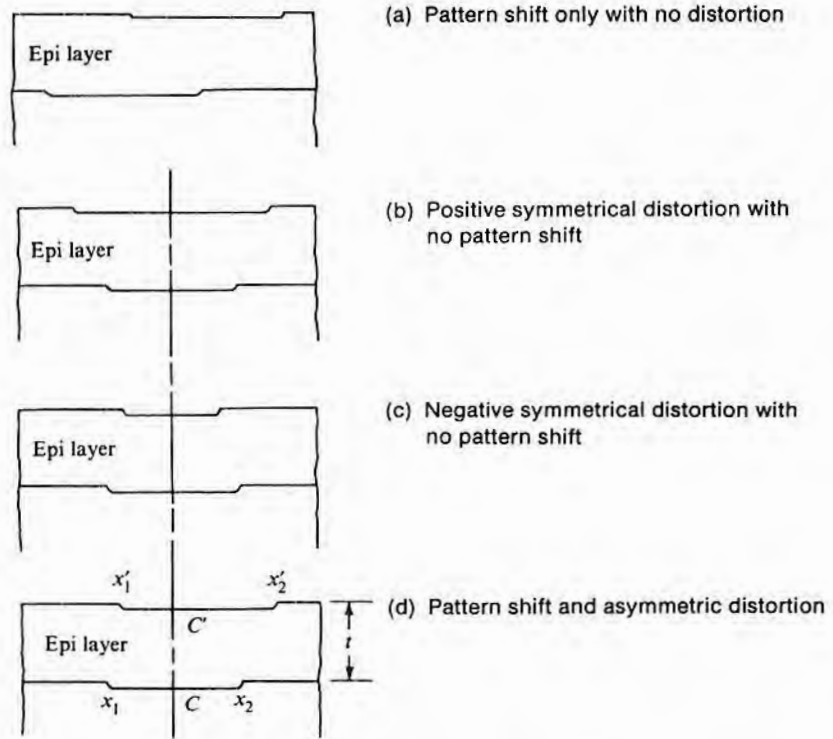 (a) Pattern shift only with no distortion
Epi layer
(b) Positive symmetrical distortion with
no pattern shift
Epi layer
(c) Negative symmetrical distortion with
no pattern shift
Epi layer
x′₁ x′₂
(d) Pattern shift and asymmetric distortion
C′
Epi layer
t
x₁ C x₂